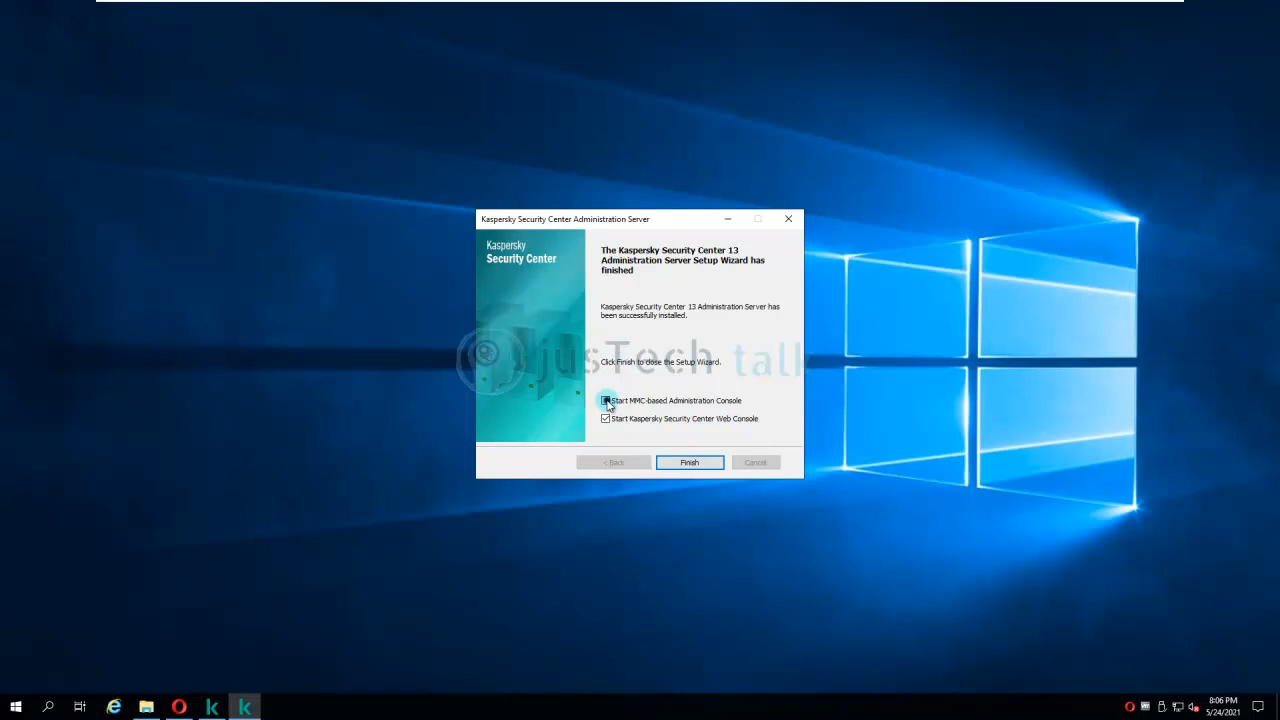 Kaspersky Security Center Administration Server
Kaspersky
Security Center
The Kaspersky Security Center 13
Administration Server Setup Wizard has
finished
Kaspersky Security Center 13 Administration Server has
been successfully installed.
jusTech talk
Click Finish to close the Setup Wizard.
Start MMC-based Administration Console
Start Kaspersky Security Center Web Console
< Back
Finish
Cancel
8:06 PM
5/24/2021